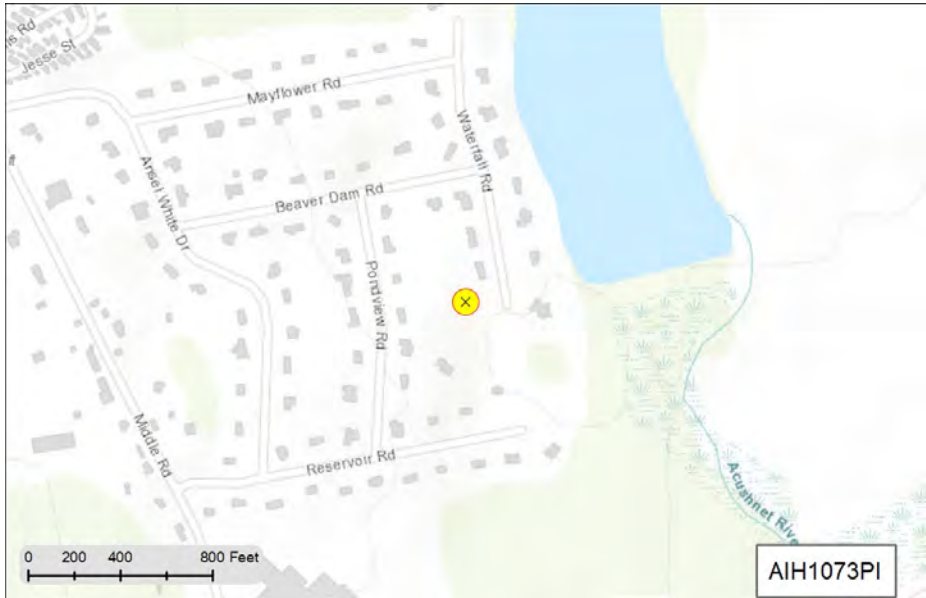 Jesse St
Mayflower Rd
Waterfall Rd
Ansel White Dr
Beaver Dam Rd
Pondview Rd
Middle Rd
Reservoir Rd
Acushnet Rive
0 200 400 800 Feet
AIH1073PI